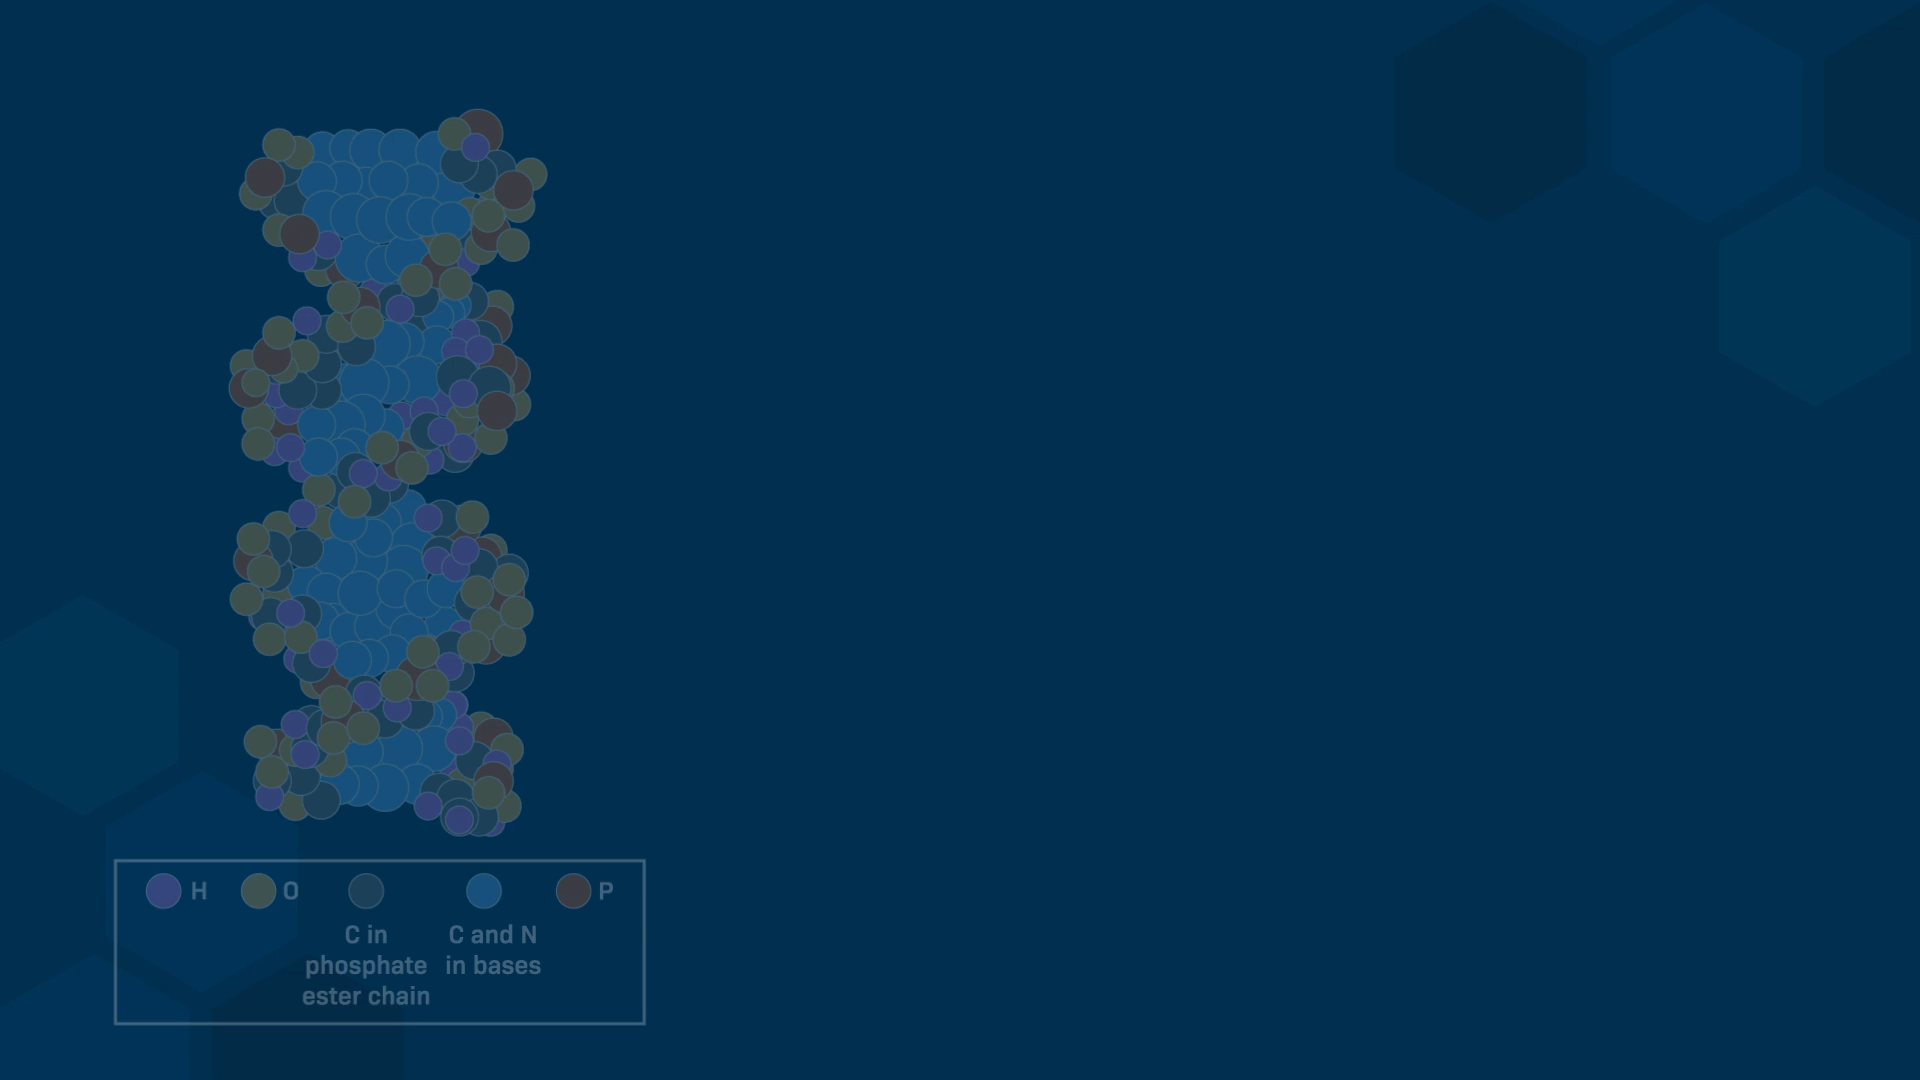 H
O
P
C in
phosphate
ester chain
C and N
in bases